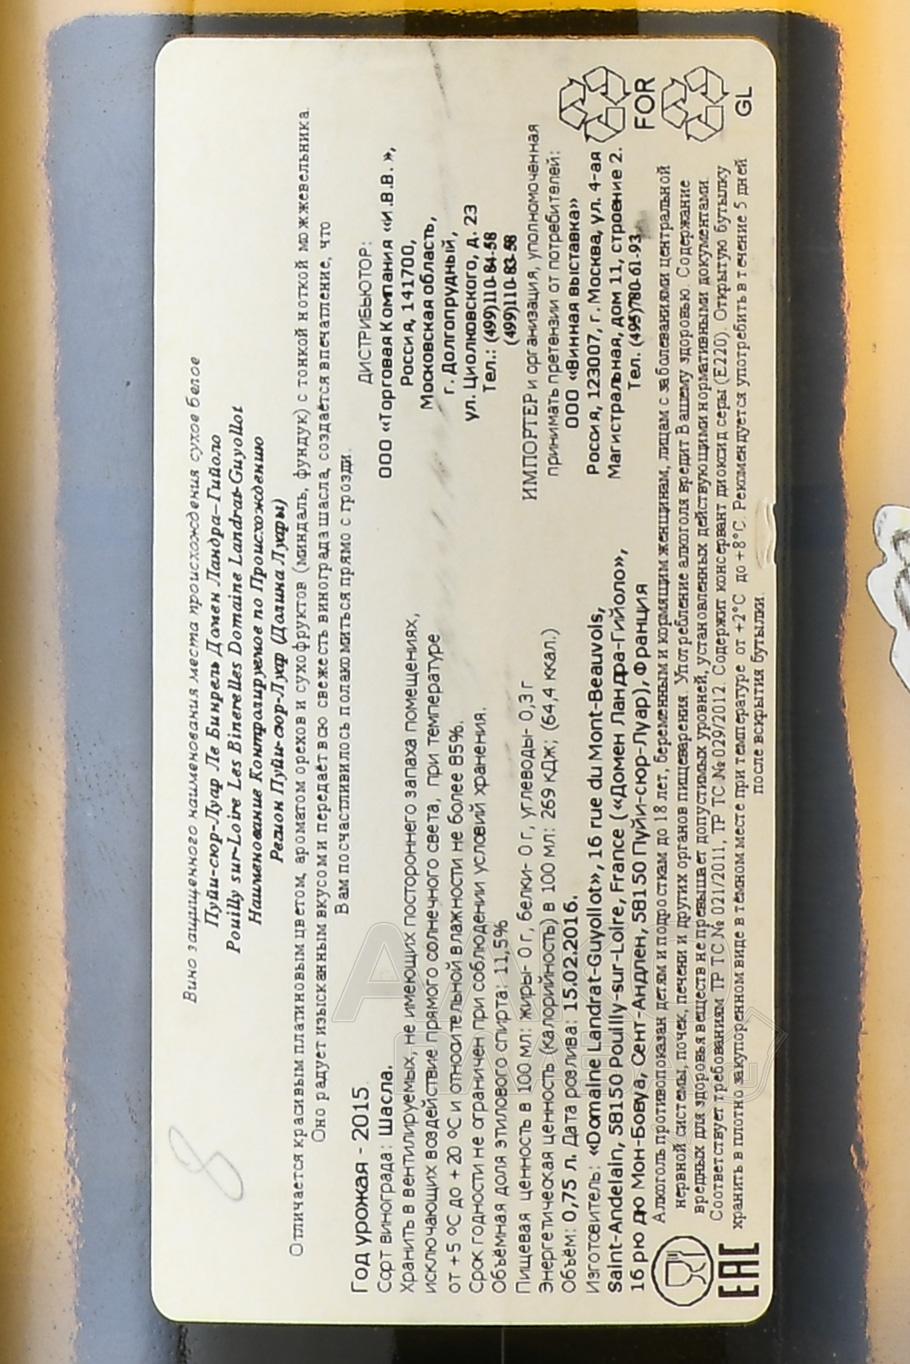 8
Вино защищенного наименования места происхождения сухое белое
Пуйи-сюр-Луар Ле Бинрель Домен Ландра-Гийоло
Pouilly sur-Loire Les Binerelles Domaine Landrat-Guyollot
Наименование Контролируемое по Происхождению
Регион Пуйи-сюр-Луар (Долина Луары)
Отличается красивым платиновым цветом, ароматом орехов и сухофруктов (миндаль, фундук) с тонкой ноткой можжевельника.
Оно радует изысканным вкусом и передаёт всю свежесть винограда шасла, создаётся впечатление, что
Вам посчастливилось полакомиться прямо с грозди.
Год урожая - 2015
Сорт винограда: Шасла.
Хранить в вентилируемых, не имеющих постороннего запаха помещениях,
исключающих воздействие прямого солнечного света, при температуре
от +5 ºС до +20 ºС и относительной влажности не более 85%.
Срок годности не ограничен при соблюдении условий хранения.
Объёмная доля этилового спирта: 11,5%
Пищевая ценность в 100 мл: жиры- 0 г, белки- 0 г, углеводы- 0,3 г
Энергетическая ценность (калорийность) в 100 мл: 269 кДж; (64,4 ккал.)
Объём: 0,75 л. Дата розлива: 15.02.2016.
Изготовитель: «Domaine Landrat-Guyollot», 16 rue du Mont-Beauvois,
Saint-Andelain, 58150 Pouilly-sur-Loire, France («Домен Ландра-Гийоло»,
16 рю дю Мон-Бовуа, Сент-Андлен, 58150 Пуйи-сюр-Луар), Франция
ДИСТРИБЬЮТОР:
ООО «Торговая Компания «И.В.В.»,
Россия, 141700,
Московская область,
г. Долгопрудный,
ул. Циолковского, д. 23
Тел.: (499)110-84-58
(499)110-83-58
ИМПОРТЕР и организация, уполномоченная
принимать претензии от потребителей:
ООО «Винная выставка»
Россия, 123007, г. Москва, ул. 4-ая
Магистральная, дом 11, строение 2.
Тел. (495)780-61-93
FOR
GL
Алкоголь противопоказан детям и подросткам до 18 лет, беременным и кормящим женщинам, лицам с заболеваниями центральной
нервной системы, почек, печени и других органов пищеварения. Употребление алкоголя вредит Вашему здоровью. Содержание
вредных для здоровья веществ не превышает допустимых уровней, установленных действующими нормативными документами.
Соответствует требованиям ТР ТС № 021/2011, ТР ТС № 029/2012. Содержит консервант диоксид серы (Е220). Открытую бутылку
хранить в плотно закупоренном виде в темном месте при температуре от +2°С до +8°С. Рекомендуется употребить в течение 5 дней
после вскрытия бутылки.
EAC